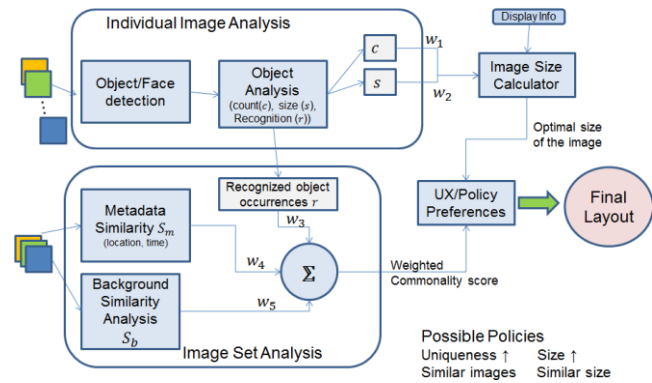 Individual Image Analysis
Display Info
Object/Face
detection
Object
Analysis
(count(c), size (s),
Recognition (r))
c
s
w₁
w₂
Image Size
Calculator
Optimal size
of the image
Recognized object
occurrences r
w₃
Metadata
Similarity Sₘ
(location, time)
w₄
Σ
Background
Similarity
Analysis
S_b
w₅
Image Set Analysis
Weighted
Commonality score
UX/Policy
Preferences
Final
Layout
Possible Policies
Uniqueness ↑ Size ↑
Similar images Similar size